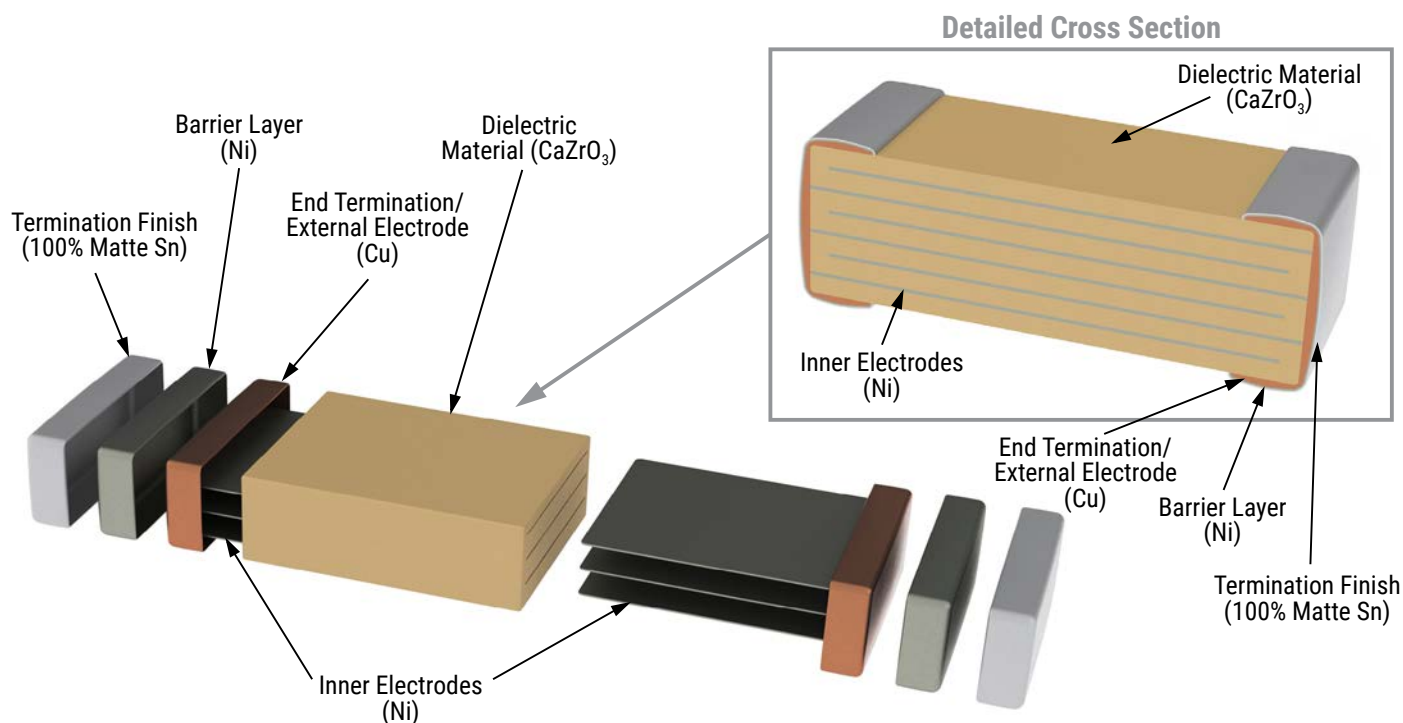 Detailed Cross Section
Dielectric Material
(CaZrO₃)
Barrier Layer
(Ni)
Dielectric
Material (CaZrO₃)
End Termination/
External Electrode
(Cu)
Termination Finish
(100% Matte Sn)
Inner Electrodes
(Ni)
End Termination/
External Electrode
(Cu)
Barrier Layer
(Ni)
Termination Finish
(100% Matte Sn)
Inner Electrodes
(Ni)